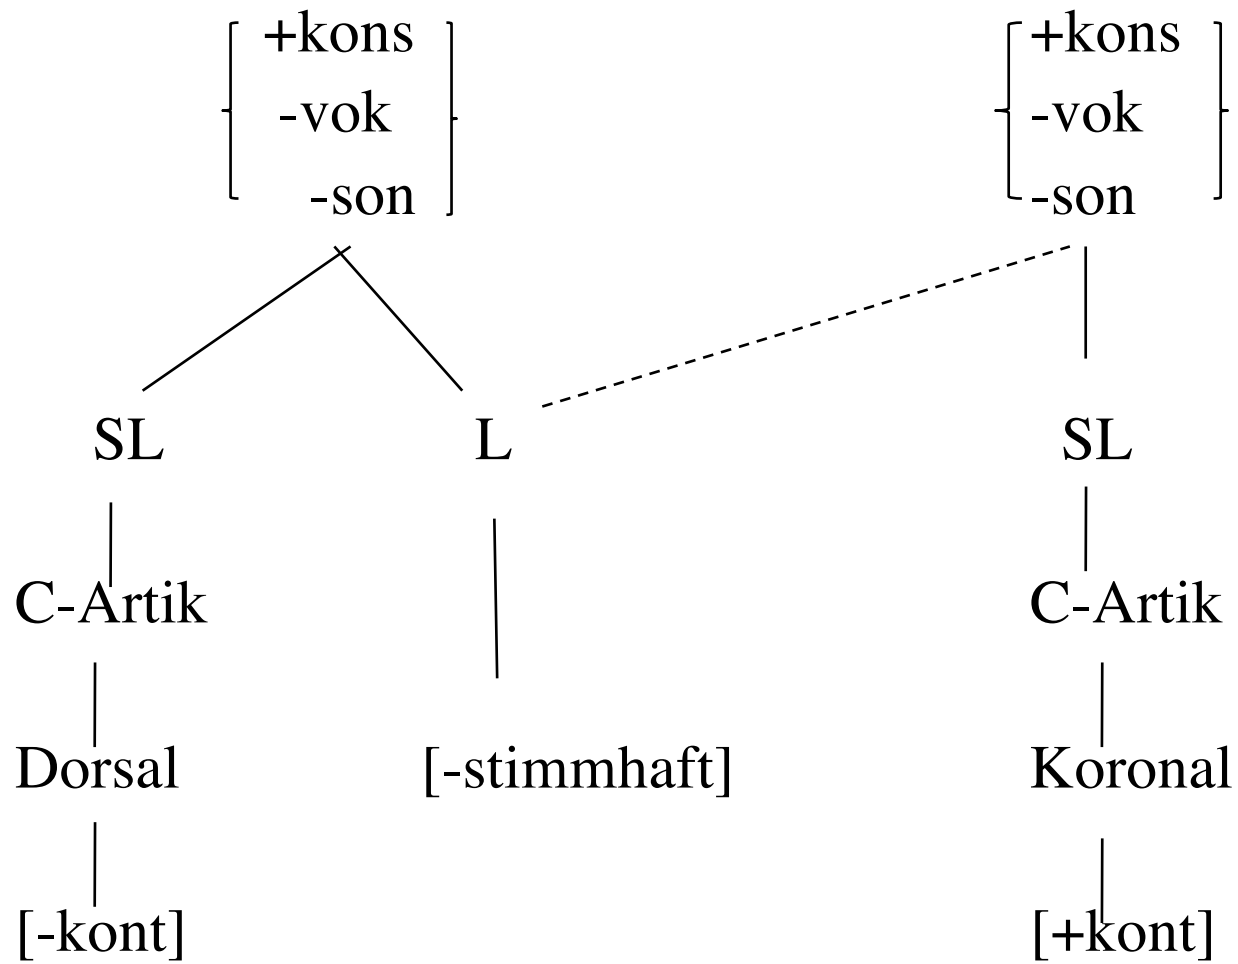 +kons +kons
-vok -vok
-son -son
SL L SL
C-Artik C-Artik
Dorsal [-stimmhaft] Koronal
[-kont] [+kont]